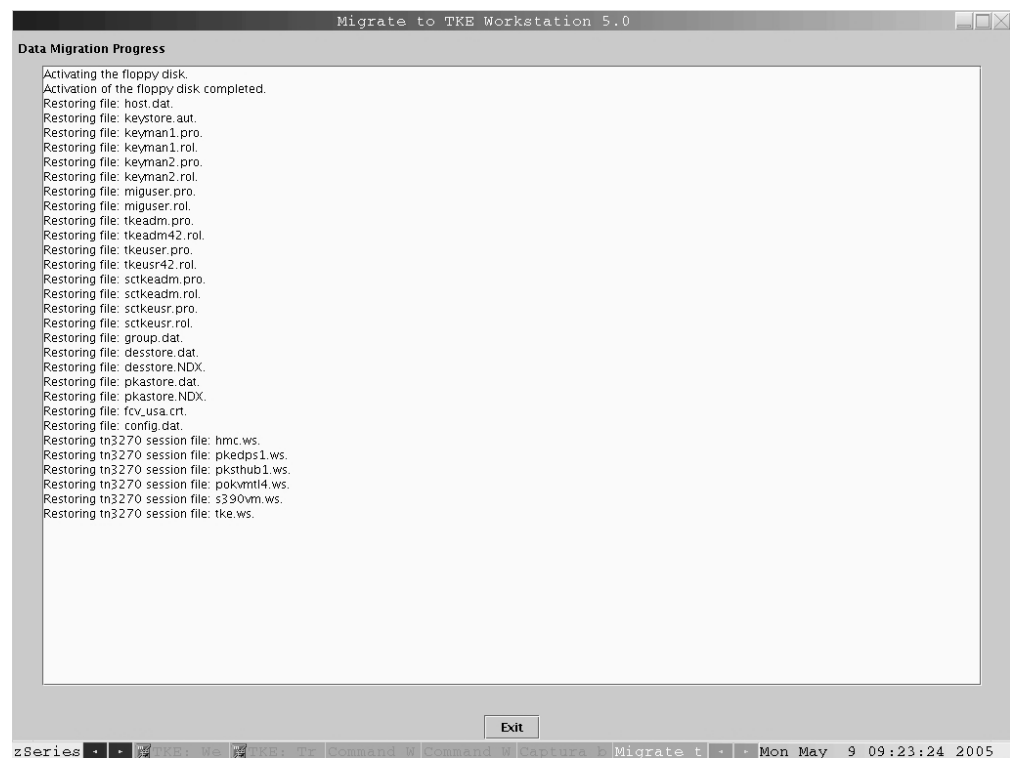 Migrate to TKE Workstation 5.0
Data Migration Progress
Activating the floppy disk.
Activation of the floppy disk completed.
Restoring file: host.dat.
Restoring file: keystore.aut.
Restoring file: keyman1.pro.
Restoring file: keyman1.rol.
Restoring file: keyman2.pro.
Restoring file: keyman2.rol.
Restoring file: miguser.pro.
Restoring file: miguser.rol.
Restoring file: tkeadm.pro.
Restoring file: tkeadm42.rol.
Restoring file: tkeuser.pro.
Restoring file: tkeusr42.rol.
Restoring file: sctkeadm.pro.
Restoring file: sctkeadm.rol.
Restoring file: sctkeusr.pro.
Restoring file: sctkeusr.rol.
Restoring file: group.dat.
Restoring file: desstore.dat.
Restoring file: desstore.NDX.
Restoring file: pkastore.dat.
Restoring file: pkastore.NDX.
Restoring file: fcv_usa.crt.
Restoring file: config.dat.
Restoring tn3270 session file: hmc.ws.
Restoring tn3270 session file: pkedps1.ws.
Restoring tn3270 session file: pksthub1.ws.
Restoring tn3270 session file: pokvmtl4.ws.
Restoring tn3270 session file: s390vm.ws.
Restoring tn3270 session file: tke.ws.
Exit
zSeries TKE: We TKE: Tr Command W Command W Captura b Migrate t Mon May 9 09:23:24 2005